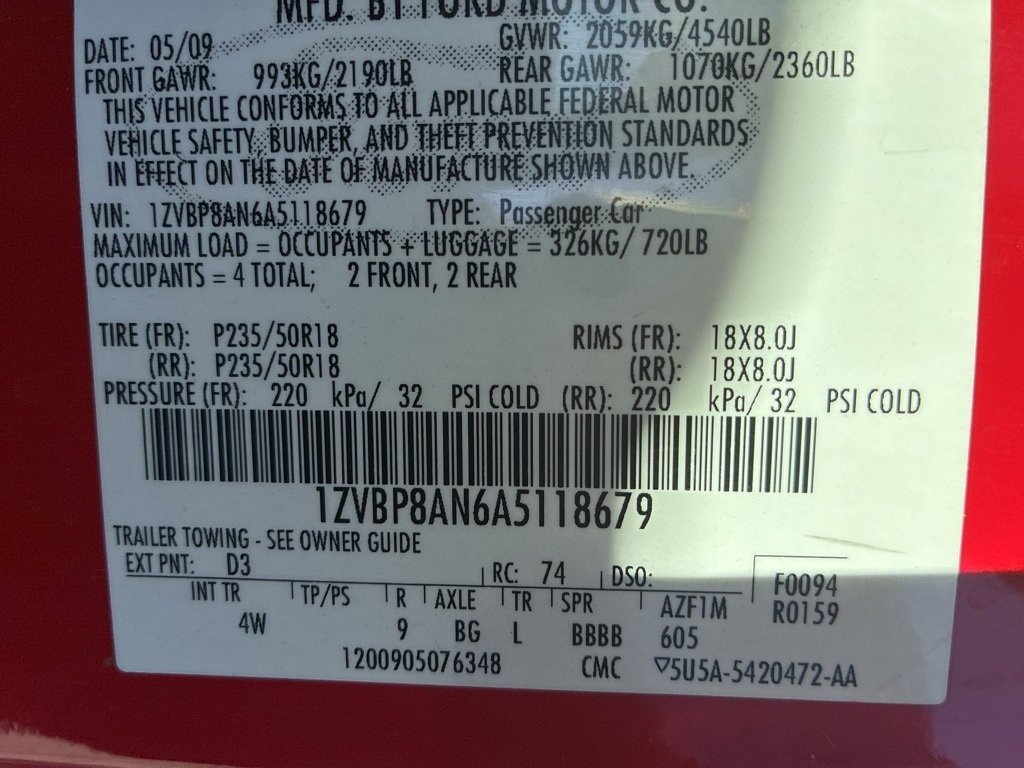 MFD. BY FORD MOTOR CO.
DATE: 05/09 GVWR: 2059KG/4540LB
FRONT GAWR: 993KG/2190LB REAR GAWR: 1070KG/2360LB
THIS VEHICLE CONFORMS TO ALL APPLICABLE FEDERAL MOTOR
VEHICLE SAFETY, BUMPER, AND THEFT PREVENTION STANDARDS
IN EFFECT ON THE DATE OF MANUFACTURE SHOWN ABOVE.
VIN: 1ZVBP8AN6A5118679 TYPE: Passenger Car
MAXIMUM LOAD = OCCUPANTS + LUGGAGE = 326KG/ 720LB
OCCUPANTS = 4 TOTAL; 2 FRONT, 2 REAR
TIRE (FR): P235/50R18 RIMS (FR): 18X8.0J
(RR): P235/50R18 (RR): 18X8.0J
PRESSURE (FR): 220 kPa/ 32 PSI COLD (RR): 220 kPa/ 32 PSI COLD
1ZVBP8AN6A5118679
TRAILER TOWING - SEE OWNER GUIDE
EXT PNT: D3 RC: 74 DSO: F0094
INT TR TP/PS R AXLE TR SPR AZF1M R0159
4W 9 BG L BBBB 605
1200905076348 CMC ▽5U5A-5420472-AA